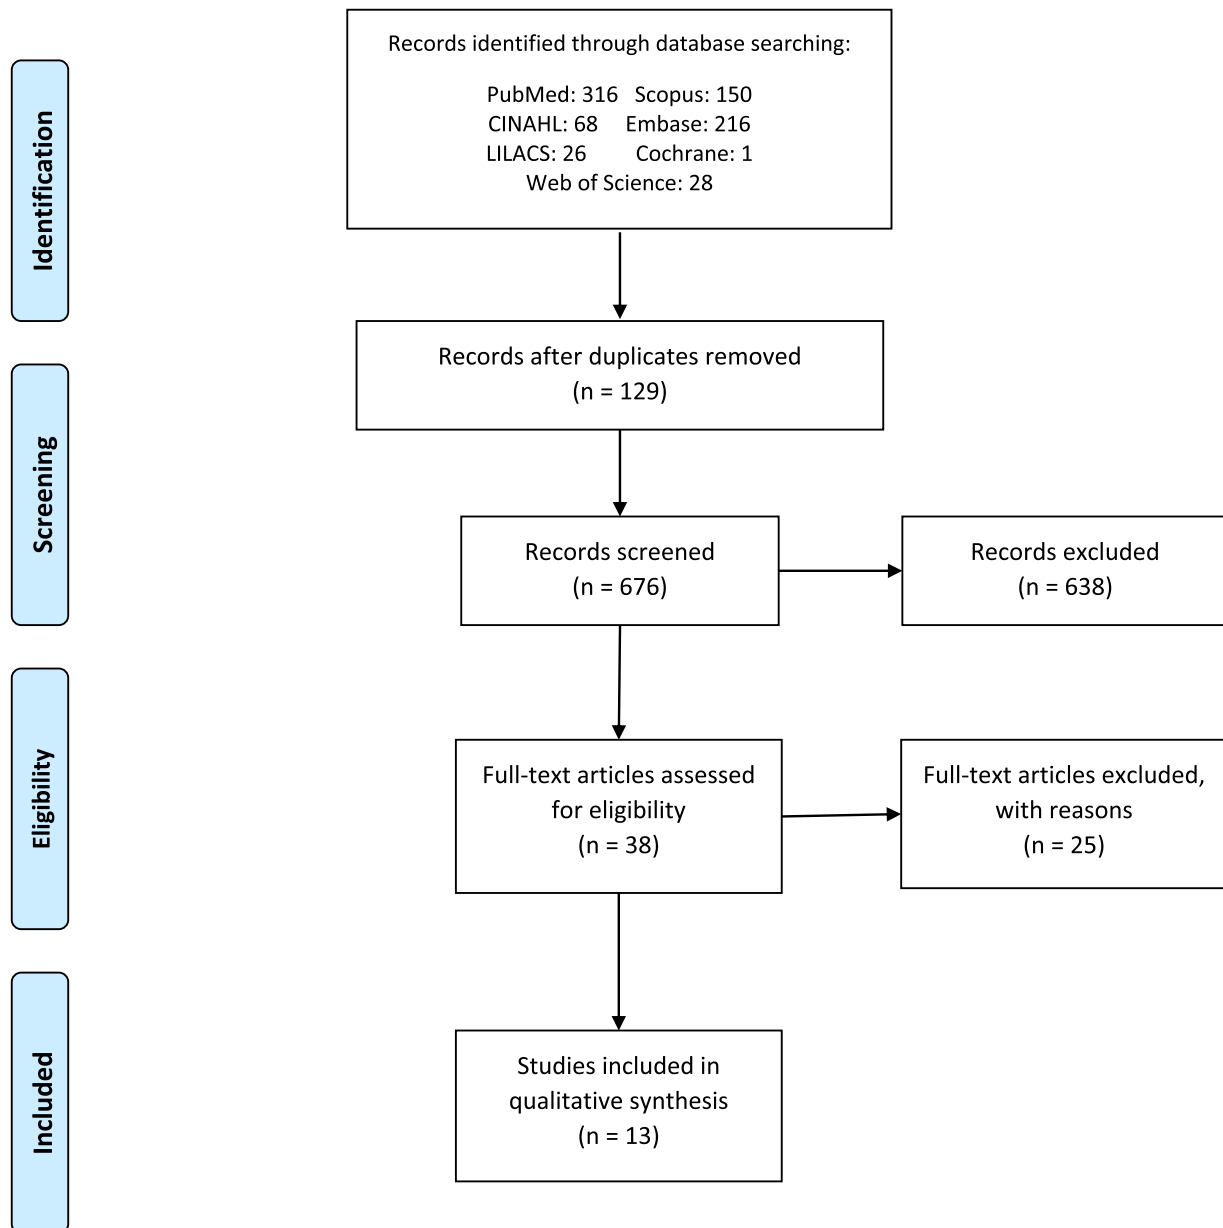 Records identified through database searching:
PubMed: 316 Scopus: 150
CINAHL: 68 Embase: 216
LILACS: 26 Cochrane: 1
Web of Science: 28
Identification
Records after duplicates removed
(n = 129)
Screening
Records screened
(n = 676)
Records excluded
(n = 638)
Eligibility
Full-text articles assessed
for eligibility
(n = 38)
Full-text articles excluded,
with reasons
(n = 25)
Included
Studies included in
qualitative synthesis
(n = 13)